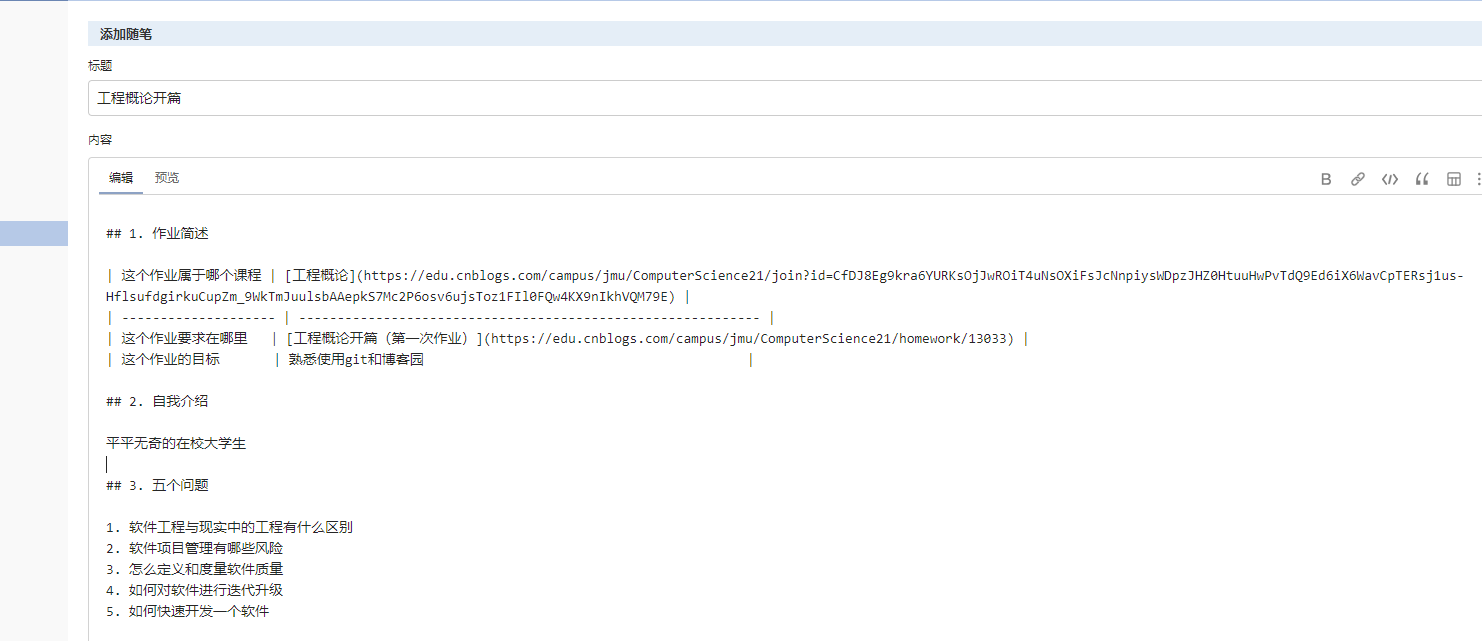 添加随笔
标题
工程概论开篇
内容
编辑 预览
## 1. 作业简述
| 这个作业属于哪个课程 | [工程概论](https://edu.cnblogs.com/campus/jmu/ComputerScience21/join?id=CfDJ8Eg9kra6YURKsOjJwROiT4uNsOXiFsJcNnpiysWDpzJHZ0HtuuHwPvTdQ9Ed6iX6WavCpTERsj1us-
HflsufdgirkuCupZm_9WkTmJuulsbAAepkS7Mc2P6osv6ujsToz1FIl0FQw4KX9nIkhVQM79E) |
| -------------------- | ------------------------------------------------------------ |
| 这个作业要求在哪里 | [工程概论开篇（第一次作业）](https://edu.cnblogs.com/campus/jmu/ComputerScience21/homework/13033) |
| 这个作业的目标 | 熟悉使用git和博客园 |
## 2. 自我介绍
平平无奇的在校大学生
## 3. 五个问题
1. 软件工程与现实中的工程有什么区别
2. 软件项目管理有哪些风险
3. 怎么定义和度量软件质量
4. 如何对软件进行迭代升级
5. 如何快速开发一个软件